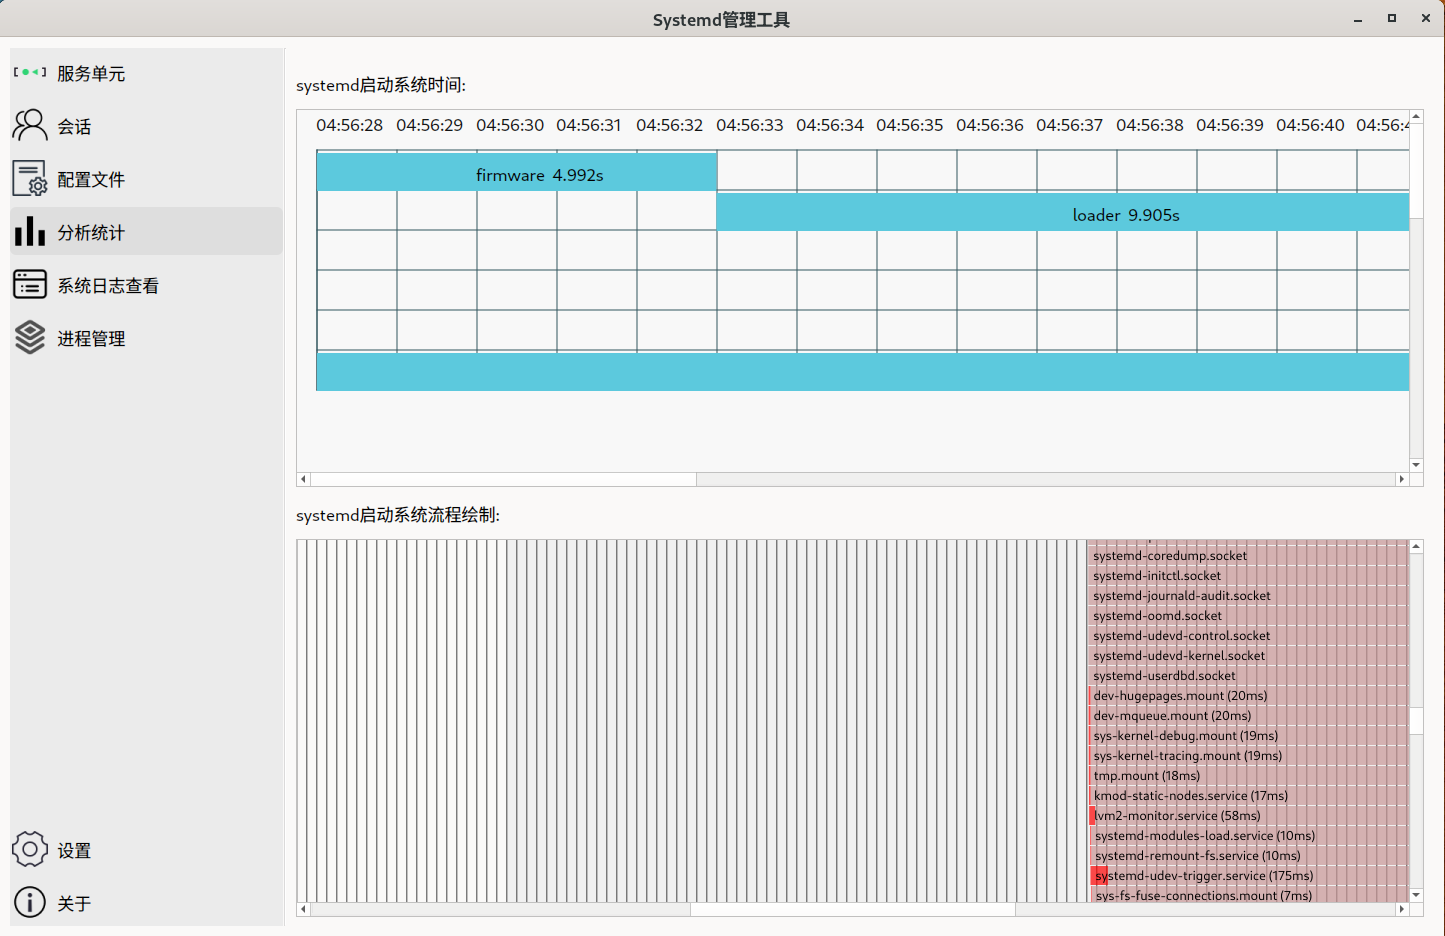 Systemd管理工具
服务单元
会话
配置文件
分析统计
系统日志查看
进程管理
设置
关于
systemd启动系统时间:
04:56:28 04:56:29 04:56:30 04:56:31 04:56:32 04:56:33 04:56:34 04:56:35 04:56:36 04:56:37 04:56:38 04:56:39 04:56:40 04:56:4
firmware 4.992s
loader 9.905s
systemd启动系统流程绘制:
systemd-coredump.socket
systemd-initctl.socket
systemd-journald-audit.socket
systemd-oomd.socket
systemd-udevd-control.socket
systemd-udevd-kernel.socket
systemd-userdbd.socket
dev-hugepages.mount (20ms)
dev-mqueue.mount (20ms)
sys-kernel-debug.mount (19ms)
sys-kernel-tracing.mount (19ms)
tmp.mount (18ms)
kmod-static-nodes.service (17ms)
lvm2-monitor.service (58ms)
systemd-modules-load.service (10ms)
systemd-remount-fs.service (10ms)
systemd-udev-trigger.service (175ms)
sys-fs-fuse-connections.mount (7ms)